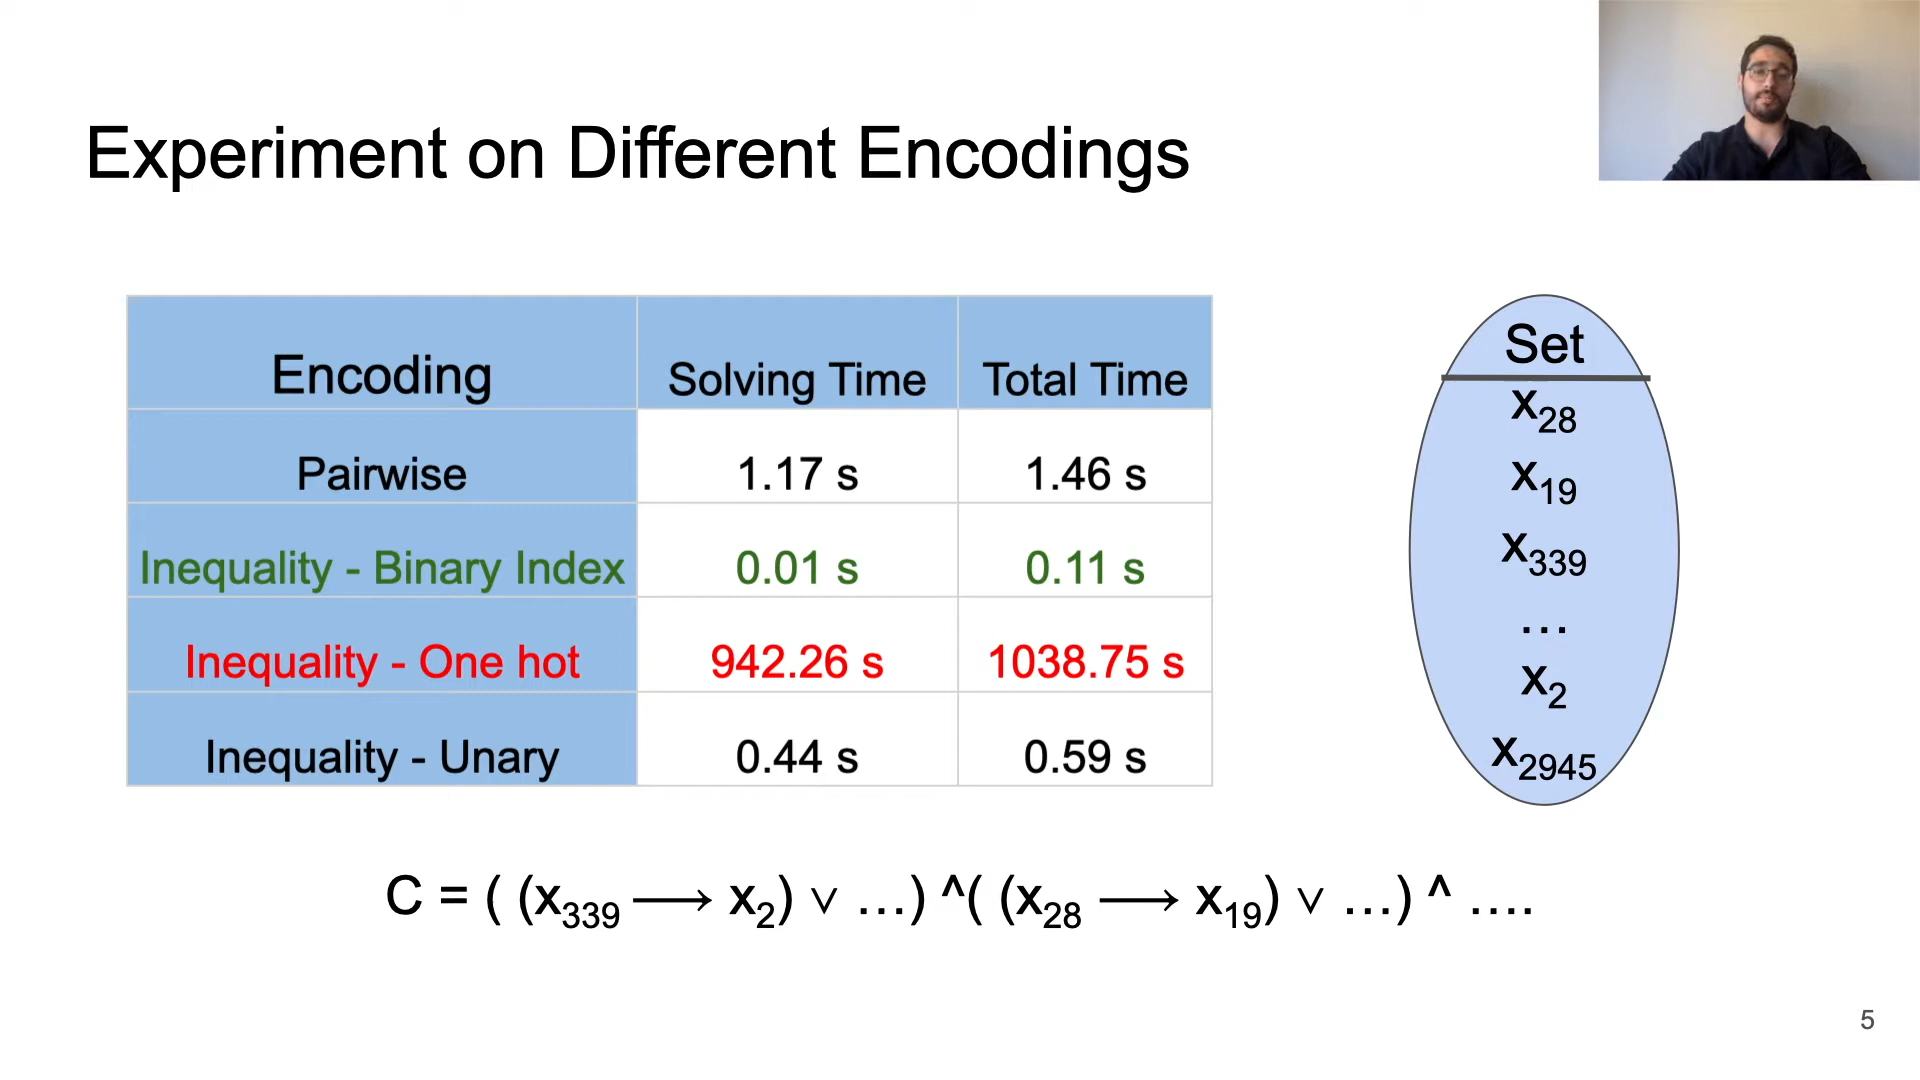 Experiment on Different Encodings
Encoding Solving Time Total Time
Pairwise 1.17 s 1.46 s
Inequality - Binary Index 0.01 s 0.11 s
Inequality - One hot 942.26 s 1038.75 s
Inequality - Unary 0.44 s 0.59 s
Set
x₂₈
x₁₉
x₃₃₉
…
x₂
x₂₉₄₅
C = ( (x₃₃₉ ⟶ x₂) ∨ …) ^( (x₂₈ ⟶ x₁₉) ∨ …) ^ ….
5